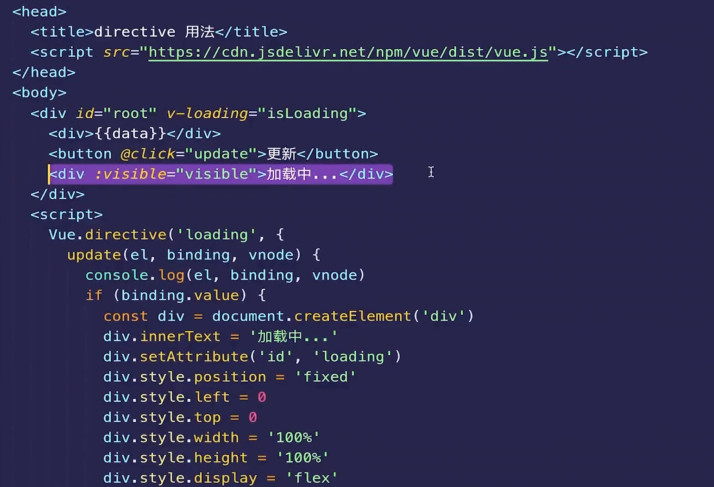 <head>
<title>directive 用法</title>
<script src="https://cdn.jsdelivr.net/npm/vue/dist/vue.js"></script>
</head>
<body>
<div id="root" v-loading="isLoading">
<div>{{data}}</div>
<button @click="update">更新</button>
<div :visible="visible">加载中...</div>
</div>
<script>
Vue.directive('loading', {
update(el, binding, vnode) {
console.log(el, binding, vnode)
if (binding.value) {
const div = document.createElement('div')
div.innerText = '加载中...'
div.setAttribute('id', 'loading')
div.style.position = 'fixed'
div.style.left = 0
div.style.top = 0
div.style.width = '100%'
div.style.height = '100%'
div.style.display = 'flex'